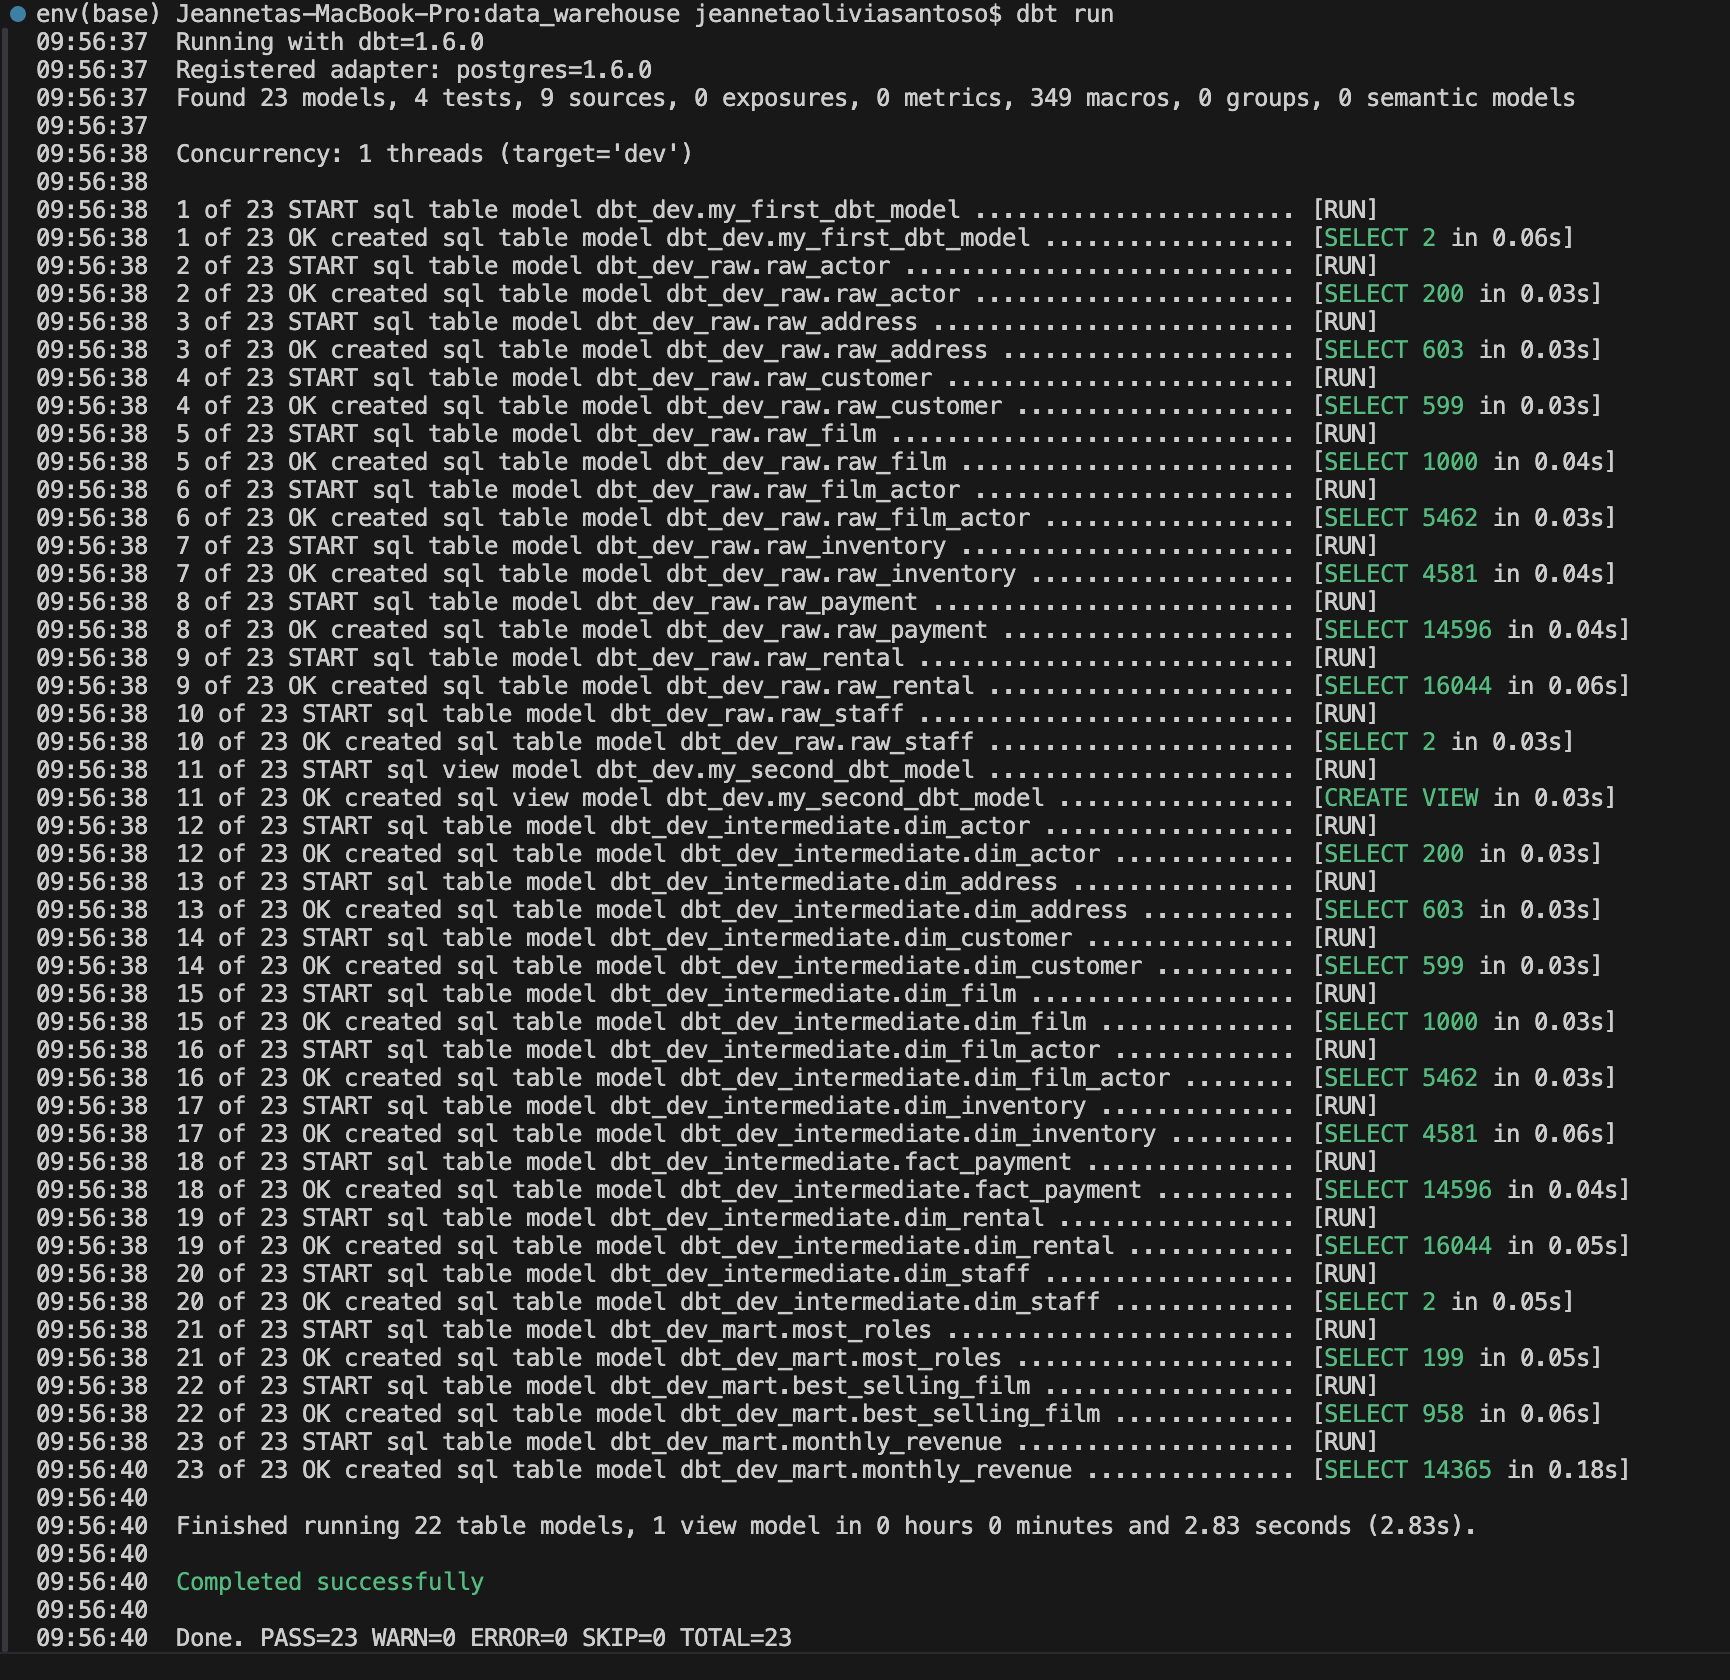 env(base) Jeannetas-MacBook-Pro:data_warehouse jeannetaoliviasantoso$ dbt run
09:56:37  Running with dbt=1.6.0
09:56:37  Registered adapter: postgres=1.6.0
09:56:37  Found 23 models, 4 tests, 9 sources, 0 exposures, 0 metrics, 349 macros, 0 groups, 0 semantic models
09:56:37
09:56:38  Concurrency: 1 threads (target='dev')
09:56:38
09:56:38  1 of 23 START sql table model dbt_dev.my_first_dbt_model ....................... [RUN]
09:56:38  1 of 23 OK created sql table model dbt_dev.my_first_dbt_model .................. [SELECT 2 in 0.06s]
09:56:38  2 of 23 START sql table model dbt_dev_raw.raw_actor ............................ [RUN]
09:56:38  2 of 23 OK created sql table model dbt_dev_raw.raw_actor ....................... [SELECT 200 in 0.03s]
09:56:38  3 of 23 START sql table model dbt_dev_raw.raw_address .......................... [RUN]
09:56:38  3 of 23 OK created sql table model dbt_dev_raw.raw_address ..................... [SELECT 603 in 0.03s]
09:56:38  4 of 23 START sql table model dbt_dev_raw.raw_customer ......................... [RUN]
09:56:38  4 of 23 OK created sql table model dbt_dev_raw.raw_customer .................... [SELECT 599 in 0.03s]
09:56:38  5 of 23 START sql table model dbt_dev_raw.raw_film ............................. [RUN]
09:56:38  5 of 23 OK created sql table model dbt_dev_raw.raw_film ........................ [SELECT 1000 in 0.04s]
09:56:38  6 of 23 START sql table model dbt_dev_raw.raw_film_actor ....................... [RUN]
09:56:38  6 of 23 OK created sql table model dbt_dev_raw.raw_film_actor .................. [SELECT 5462 in 0.03s]
09:56:38  7 of 23 START sql table model dbt_dev_raw.raw_inventory ........................ [RUN]
09:56:38  7 of 23 OK created sql table model dbt_dev_raw.raw_inventory ................... [SELECT 4581 in 0.04s]
09:56:38  8 of 23 START sql table model dbt_dev_raw.raw_payment .......................... [RUN]
09:56:38  8 of 23 OK created sql table model dbt_dev_raw.raw_payment ..................... [SELECT 14596 in 0.04s]
09:56:38  9 of 23 START sql table model dbt_dev_raw.raw_rental ........................... [RUN]
09:56:38  9 of 23 OK created sql table model dbt_dev_raw.raw_rental ...................... [SELECT 16044 in 0.06s]
09:56:38  10 of 23 START sql table model dbt_dev_raw.raw_staff ........................... [RUN]
09:56:38  10 of 23 OK created sql table model dbt_dev_raw.raw_staff ...................... [SELECT 2 in 0.03s]
09:56:38  11 of 23 START sql view model dbt_dev.my_second_dbt_model ...................... [RUN]
09:56:38  11 of 23 OK created sql view model dbt_dev.my_second_dbt_model ................. [CREATE VIEW in 0.03s]
09:56:38  12 of 23 START sql table model dbt_dev_intermediate.dim_actor .................. [RUN]
09:56:38  12 of 23 OK created sql table model dbt_dev_intermediate.dim_actor ............. [SELECT 200 in 0.03s]
09:56:38  13 of 23 START sql table model dbt_dev_intermediate.dim_address ................ [RUN]
09:56:38  13 of 23 OK created sql table model dbt_dev_intermediate.dim_address ........... [SELECT 603 in 0.03s]
09:56:38  14 of 23 START sql table model dbt_dev_intermediate.dim_customer ............... [RUN]
09:56:38  14 of 23 OK created sql table model dbt_dev_intermediate.dim_customer .......... [SELECT 599 in 0.03s]
09:56:38  15 of 23 START sql table model dbt_dev_intermediate.dim_film ................... [RUN]
09:56:38  15 of 23 OK created sql table model dbt_dev_intermediate.dim_film .............. [SELECT 1000 in 0.03s]
09:56:38  16 of 23 START sql table model dbt_dev_intermediate.dim_film_actor ............. [RUN]
09:56:38  16 of 23 OK created sql table model dbt_dev_intermediate.dim_film_actor ........ [SELECT 5462 in 0.03s]
09:56:38  17 of 23 START sql table model dbt_dev_intermediate.dim_inventory .............. [RUN]
09:56:38  17 of 23 OK created sql table model dbt_dev_intermediate.dim_inventory ......... [SELECT 4581 in 0.06s]
09:56:38  18 of 23 START sql table model dbt_dev_intermediate.fact_payment ............... [RUN]
09:56:38  18 of 23 OK created sql table model dbt_dev_intermediate.fact_payment .......... [SELECT 14596 in 0.04s]
09:56:38  19 of 23 START sql table model dbt_dev_intermediate.dim_rental ................. [RUN]
09:56:38  19 of 23 OK created sql table model dbt_dev_intermediate.dim_rental ............ [SELECT 16044 in 0.05s]
09:56:38  20 of 23 START sql table model dbt_dev_intermediate.dim_staff .................. [RUN]
09:56:38  20 of 23 OK created sql table model dbt_dev_intermediate.dim_staff ............. [SELECT 2 in 0.05s]
09:56:38  21 of 23 START sql table model dbt_dev_mart.most_roles ......................... [RUN]
09:56:38  21 of 23 OK created sql table model dbt_dev_mart.most_roles .................... [SELECT 199 in 0.05s]
09:56:38  22 of 23 START sql table model dbt_dev_mart.best_selling_film .................. [RUN]
09:56:38  22 of 23 OK created sql table model dbt_dev_mart.best_selling_film ............. [SELECT 958 in 0.06s]
09:56:38  23 of 23 START sql table model dbt_dev_mart.monthly_revenue .................... [RUN]
09:56:40  23 of 23 OK created sql table model dbt_dev_mart.monthly_revenue ............... [SELECT 14365 in 0.18s]
09:56:40
09:56:40  Finished running 22 table models, 1 view model in 0 hours 0 minutes and 2.83 seconds (2.83s).
09:56:40
09:56:40  Completed successfully
09:56:40
09:56:40  Done. PASS=23 WARN=0 ERROR=0 SKIP=0 TOTAL=23